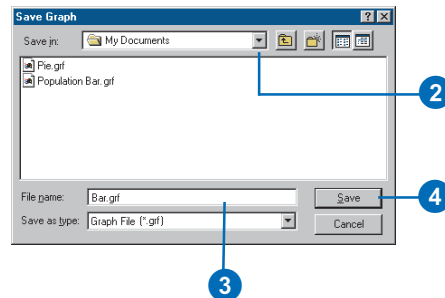 Save Graph
Save in: My Documents
Pie.grf
Population Bar.grf
2
File name: Bar.grf Save
4
Save as type: Graph File (*.grf) Cancel
3